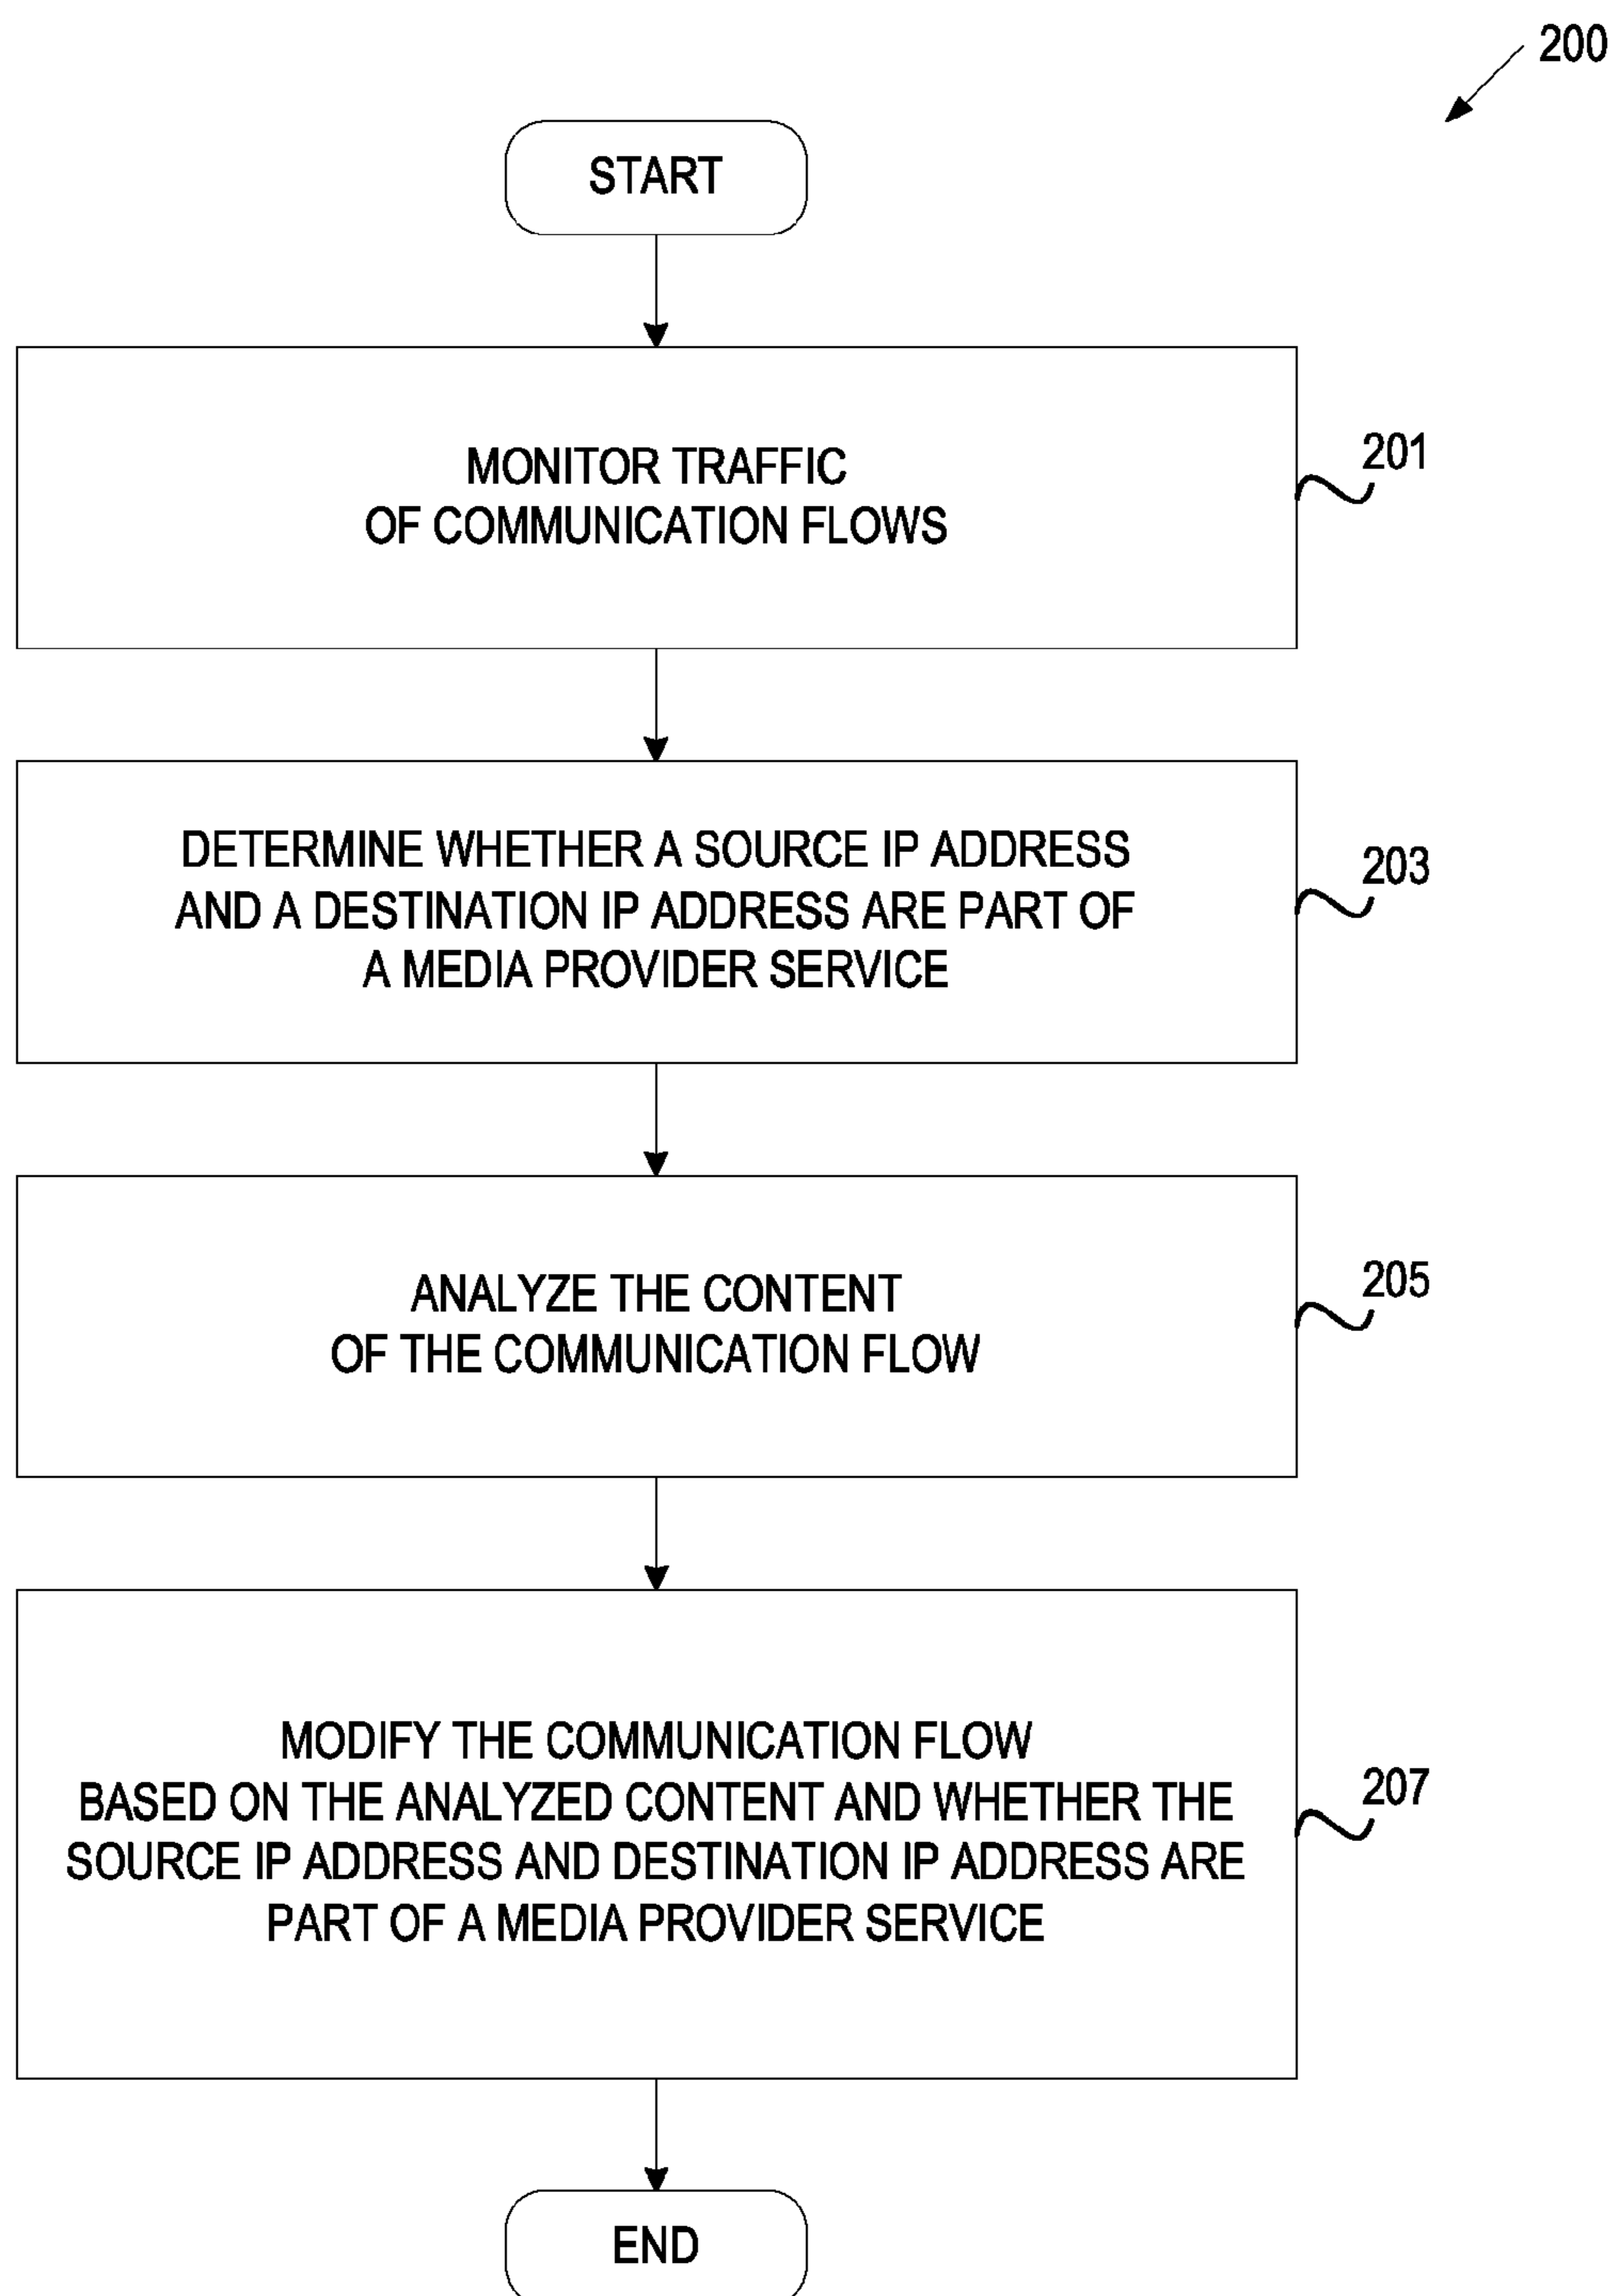 200
START
MONITOR TRAFFIC
OF COMMUNICATION FLOWS
201
DETERMINE WHETHER A SOURCE IP ADDRESS
AND A DESTINATION IP ADDRESS ARE PART OF
A MEDIA PROVIDER SERVICE
203
ANALYZE THE CONTENT
OF THE COMMUNICATION FLOW
205
MODIFY THE COMMUNICATION FLOW
BASED ON THE ANALYZED CONTENT AND WHETHER THE
SOURCE IP ADDRESS AND DESTINATION IP ADDRESS ARE
PART OF A MEDIA PROVIDER SERVICE
207
END